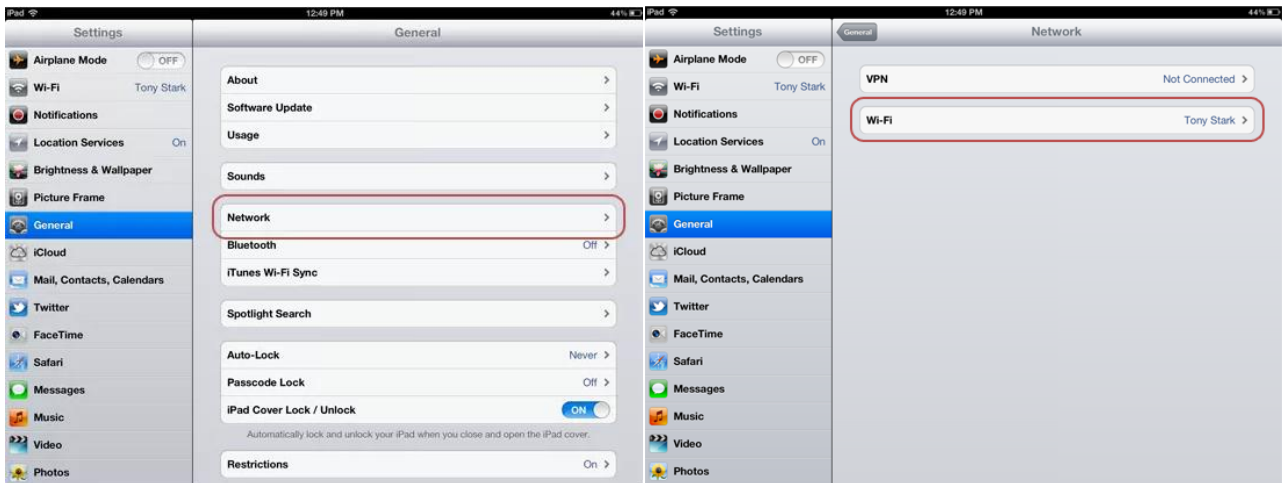 iPad 12:49 PM 44%
Settings
Airplane Mode OFF
Wi-Fi Tony Stark
Notifications
Location Services On
Brightness & Wallpaper
Picture Frame
General
iCloud
Mail, Contacts, Calendars
Twitter
FaceTime
Safari
Messages
Music
Video
Photos
General
About
Software Update
Usage
Sounds
Network
Bluetooth Off
iTunes Wi-Fi Sync
Spotlight Search
Auto-Lock Never
Passcode Lock Off
iPad Cover Lock / Unlock ON
Automatically lock and unlock your iPad when you close and open the iPad cover.
Restrictions On
iPad 12:49 PM 44%
Settings
Airplane Mode OFF
Wi-Fi Tony Stark
Notifications
Location Services On
Brightness & Wallpaper
Picture Frame
General
iCloud
Mail, Contacts, Calendars
Twitter
FaceTime
Safari
Messages
Music
Video
Photos
General Network
VPN Not Connected
Wi-Fi Tony Stark